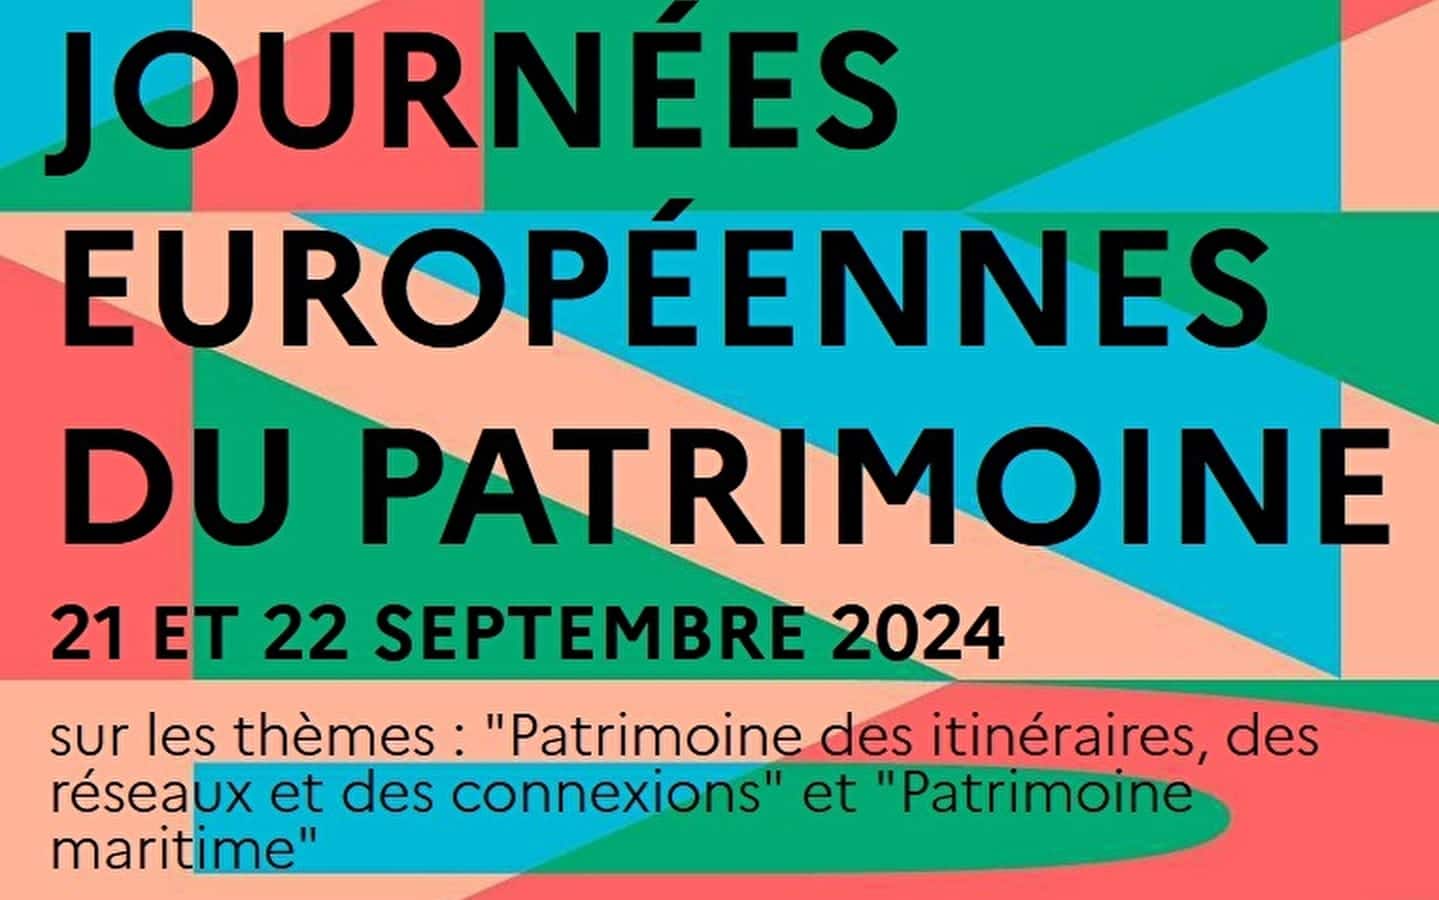 JOURNÉES
EUROPÉENNES
DU PATRIMOINE
21 ET 22 SEPTEMBRE 2024
sur les thèmes : "Patrimoine des itinéraires, des
réseaux et des connexions" et "Patrimoine
maritime"